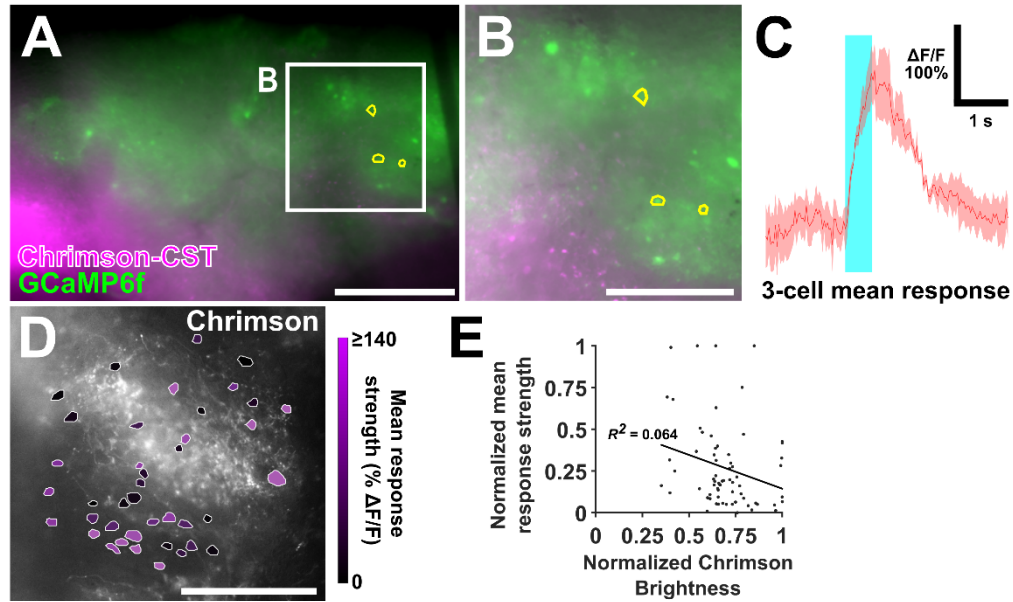 A
B
Chrimson-CST
GCaMP6f
B
C
ΔF/F
100%
1 s
3-cell mean response
D
Chrimson
≥140
Mean response
strength (% ΔF/F)
0
E
Normalized mean
response strength
1
0.75
0.5
0.25
0
R² = 0.064
0 0.25 0.5 0.75 1
Normalized Chrimson
Brightness